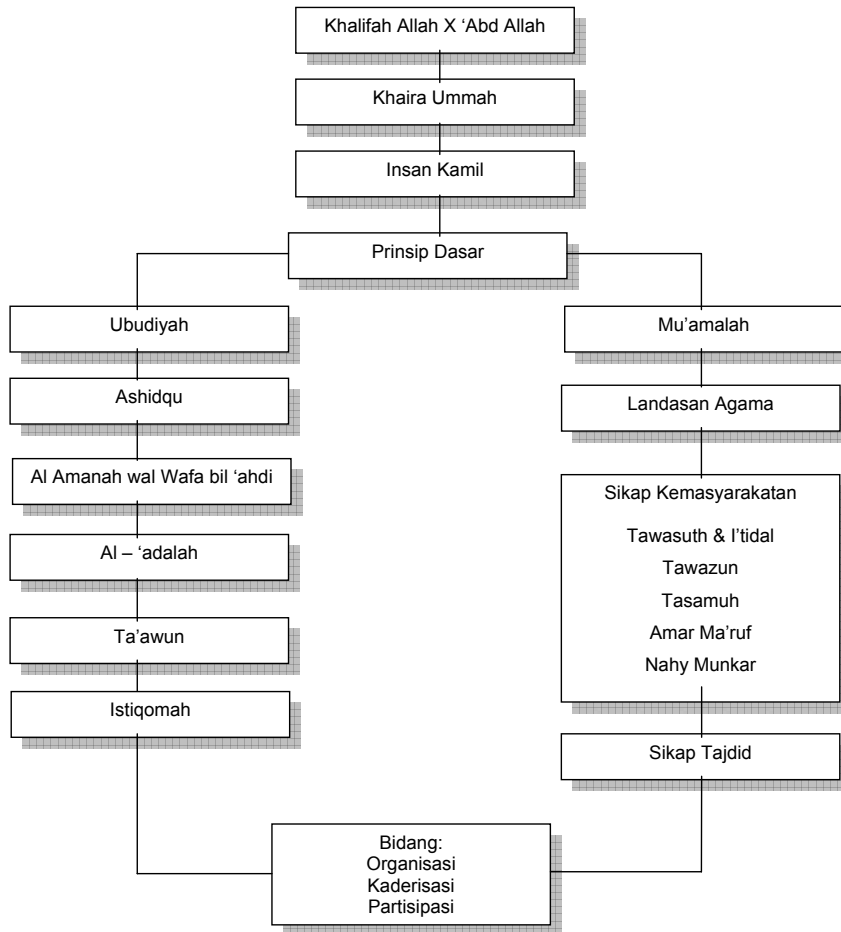 Khalifah Allah X ‘Abd Allah
Khaira Ummah
Insan Kamil
Prinsip Dasar
Ubudiyah
Ashidqu
Al Amanah wal Wafa bil ‘ahdi
Al – ‘adalah
Ta’awun
Istiqomah
Mu’amalah
Landasan Agama
Sikap Kemasyarakatan
Tawasuth & I’tidal
Tawazun
Tasamuh
Amar Ma’ruf
Nahy Munkar
Sikap Tajdid
Bidang:
Organisasi
Kaderisasi
Partisipasi